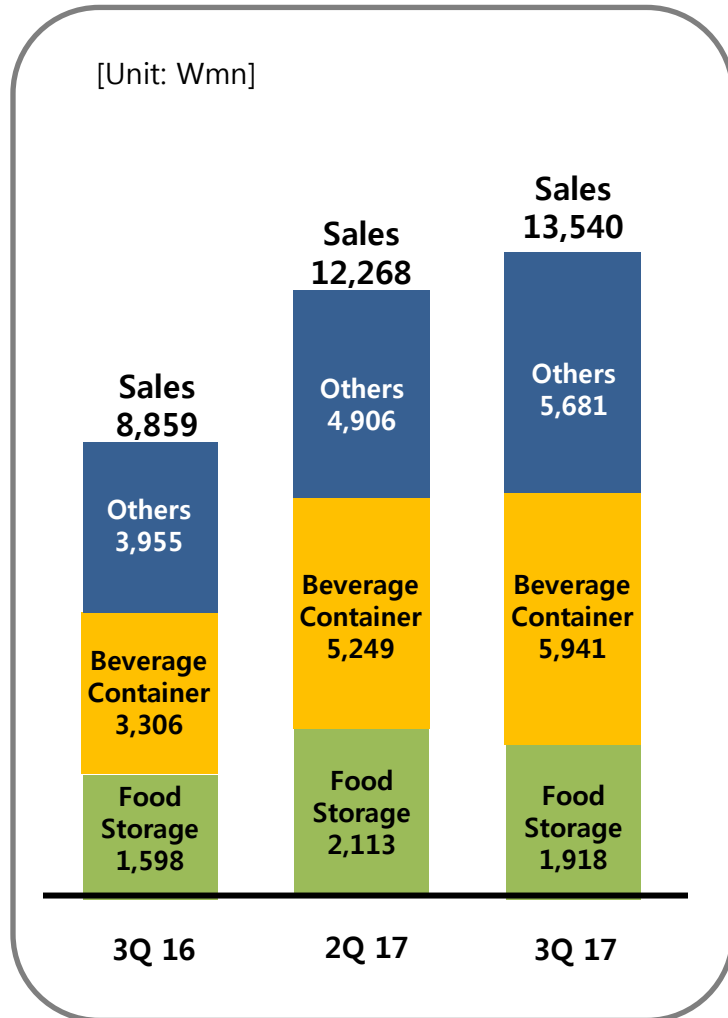 [Unit: Wmn]
Sales
8,859
Others
3,955
Beverage
Container
3,306
Food
Storage
1,598
3Q 16
Sales
12,268
Others
4,906
Beverage
Container
5,249
Food
Storage
2,113
2Q 17
Sales
13,540
Others
5,681
Beverage
Container
5,941
Food
Storage
1,918
3Q 17